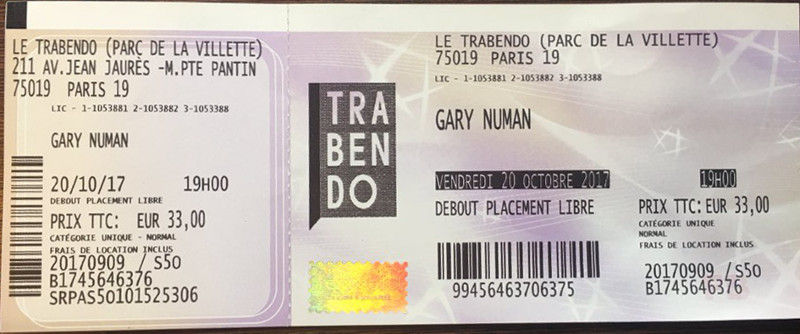 LE TRABENDO (PARC DE LA VILLETTE)
211 AV.JEAN JAURÈS -M.PTE PANTIN
75019 PARIS 19
LIC - 1-1053881 2-1053882 3-1053388
GARY NUMAN
20/10/17 19H00
DEBOUT PLACEMENT LIBRE
PRIX TTC: EUR 33,00
CATÉGORIE UNIQUE - NORMAL
FRAIS DE LOCATION INCLUS
20170909 / S50
B1745646376
SRPAS50101525306
TRA
BEN
DO
LE TRABENDO (PARC DE LA VILLETTE)
75019 PARIS 19
LIC - 1-1053881 2-1053882 3-1053388
GARY NUMAN
VENDREDI 20 OCTOBRE 2017 19H00
DEBOUT PLACEMENT LIBRE
PRIX TTC: EUR 33,00
CATÉGORIE UNIQUE
NORMAL
FRAIS DE LOCATION INCLUS
20170909 / S50
B1745646376
99456463706375